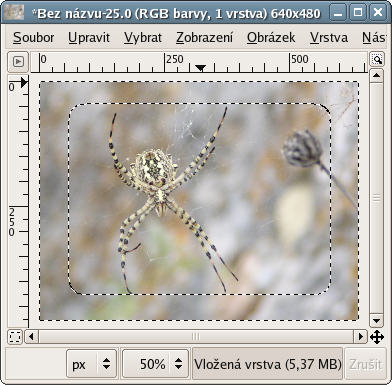 *Bez názvu-25.0 (RGB barvy, 1 vrstva) 640x480
Soubor Upravit Vybrat Zobrazení Obrázek Vrstva Nás
0 250 500
0
250
px 50% Vložená vrstva (5,37 MB) Zrušit